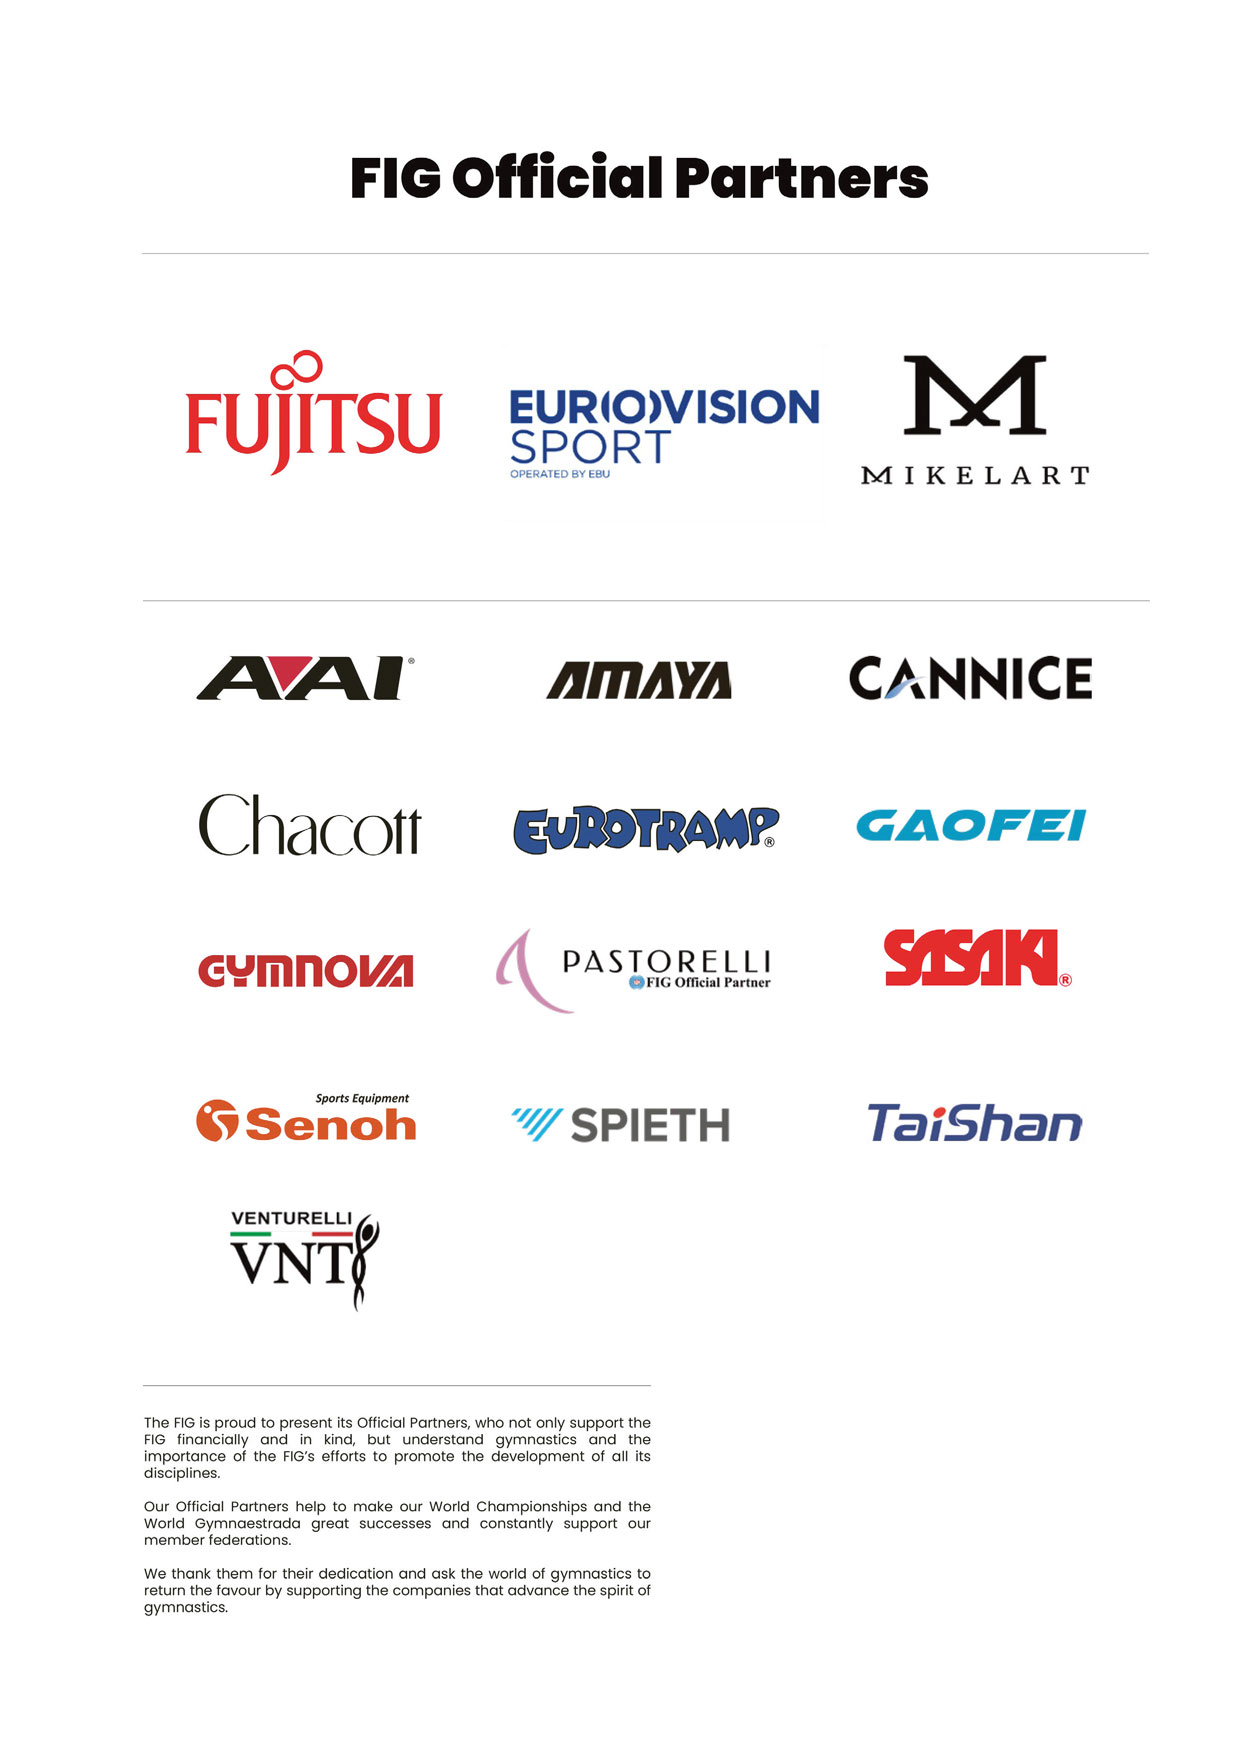 FIG Official Partners
FUJITSU
EUR(O)VISION
SPORT
OPERATED BY EBU
M
MIKELART
AAI®
AMAYA
CANNICE
Chacott
EUROTRAMP®
GAOFEI
GYMNOVA
PASTORELLI
FIG Official Partner
SASAKI®
Sports Equipment
Senoh
SPIETH
TaiShan
VENTURELLI
VNT
The FIG is proud to present its Official Partners, who not only support the
FIG financially and in kind, but understand gymnastics and the
importance of the FIG’s efforts to promote the development of all its
disciplines.
Our Official Partners help to make our World Championships and the
World Gymnaestrada great successes and constantly support our
member federations.
We thank them for their dedication and ask the world of gymnastics to
return the favour by supporting the companies that advance the spirit of
gymnastics.